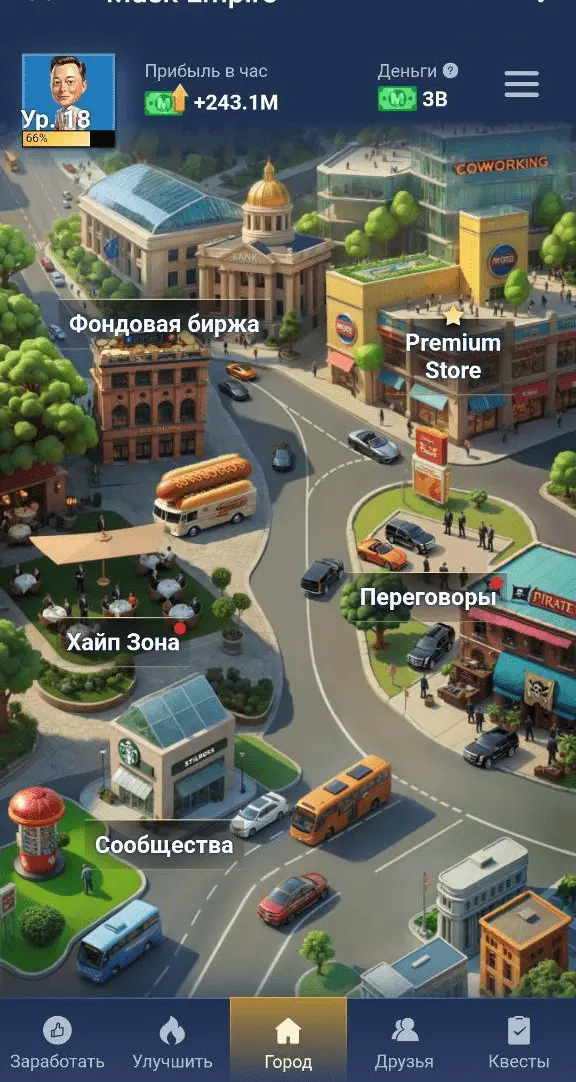 Musk Empire
Прибыль в час
Деньги ?
Ур. 18
+243.1M
3B
66%
COWORKING
BANK
Фондовая биржа
Premium
Store
PIRATE
Переговоры
Хайп Зона
Сообщества
Заработать
Улучшить
Город
Друзья
Квесты